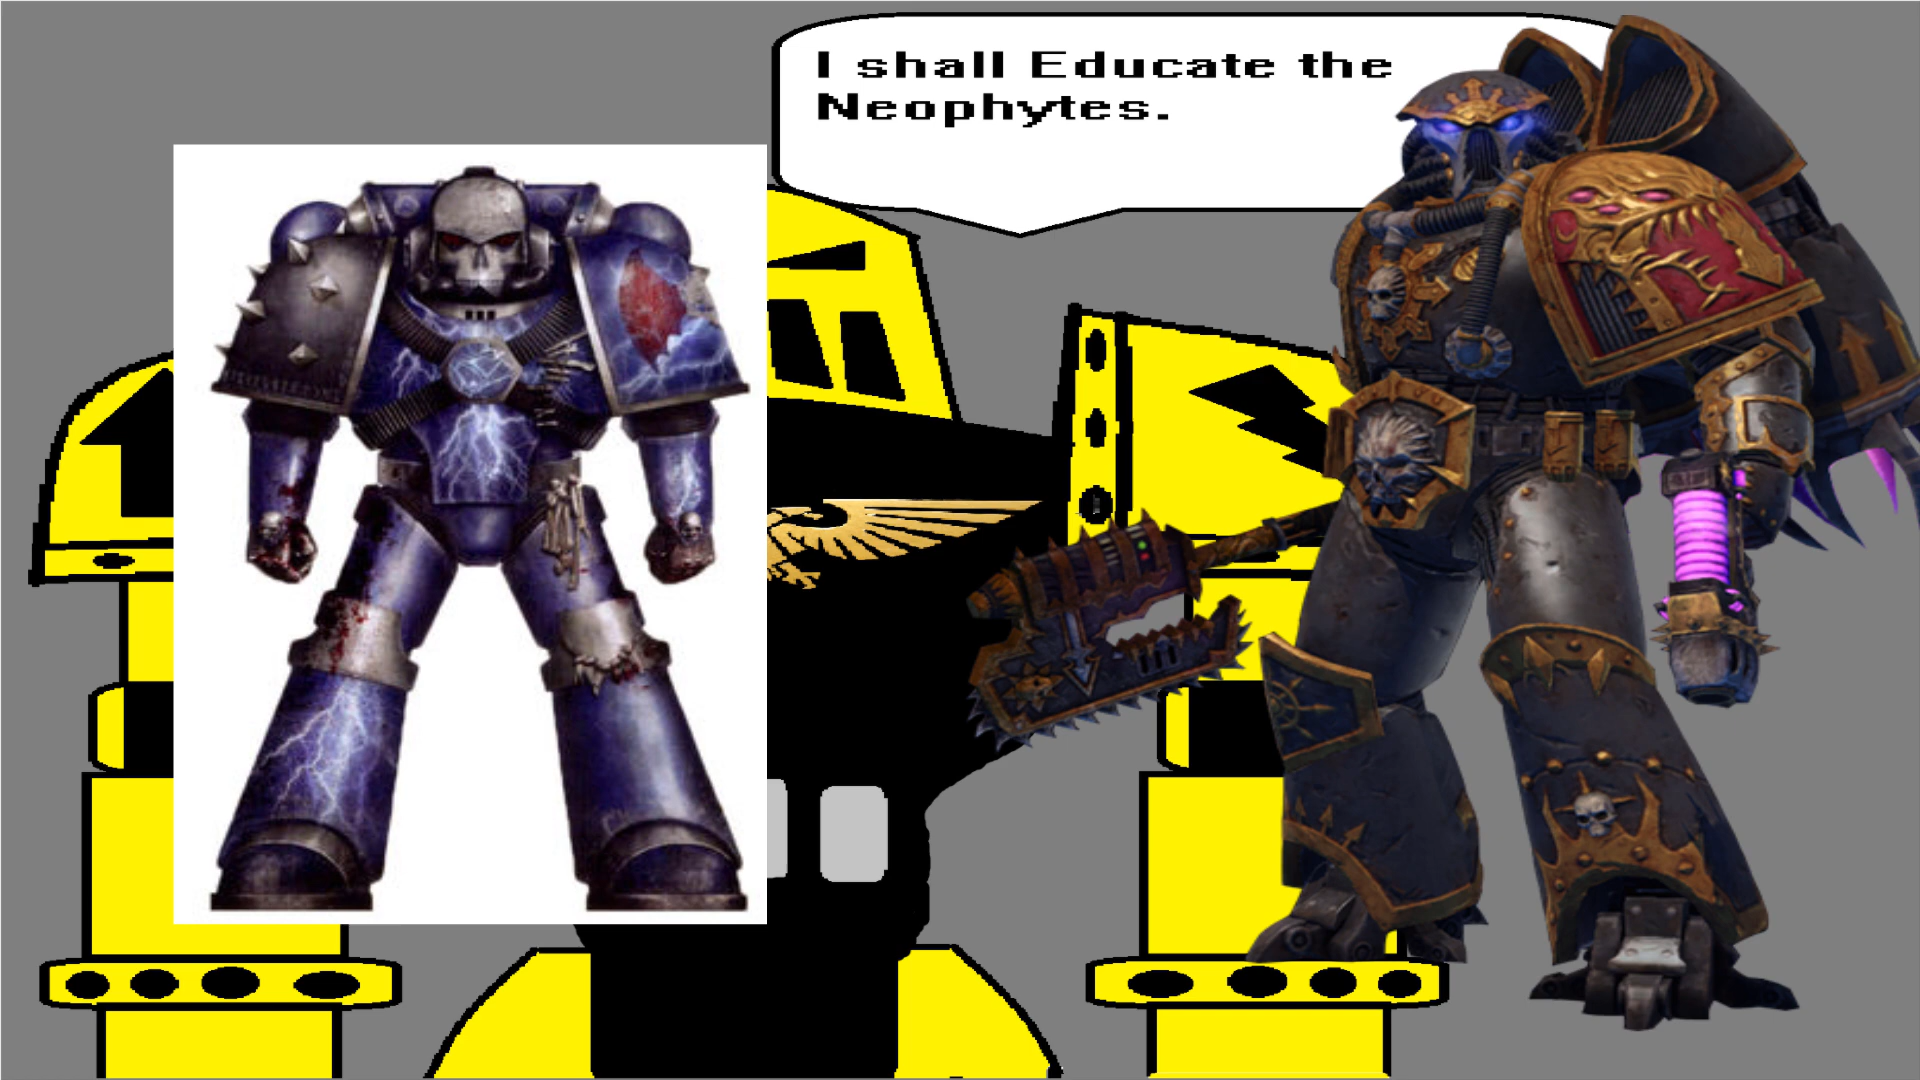 I shall Educate the
Neophytes.